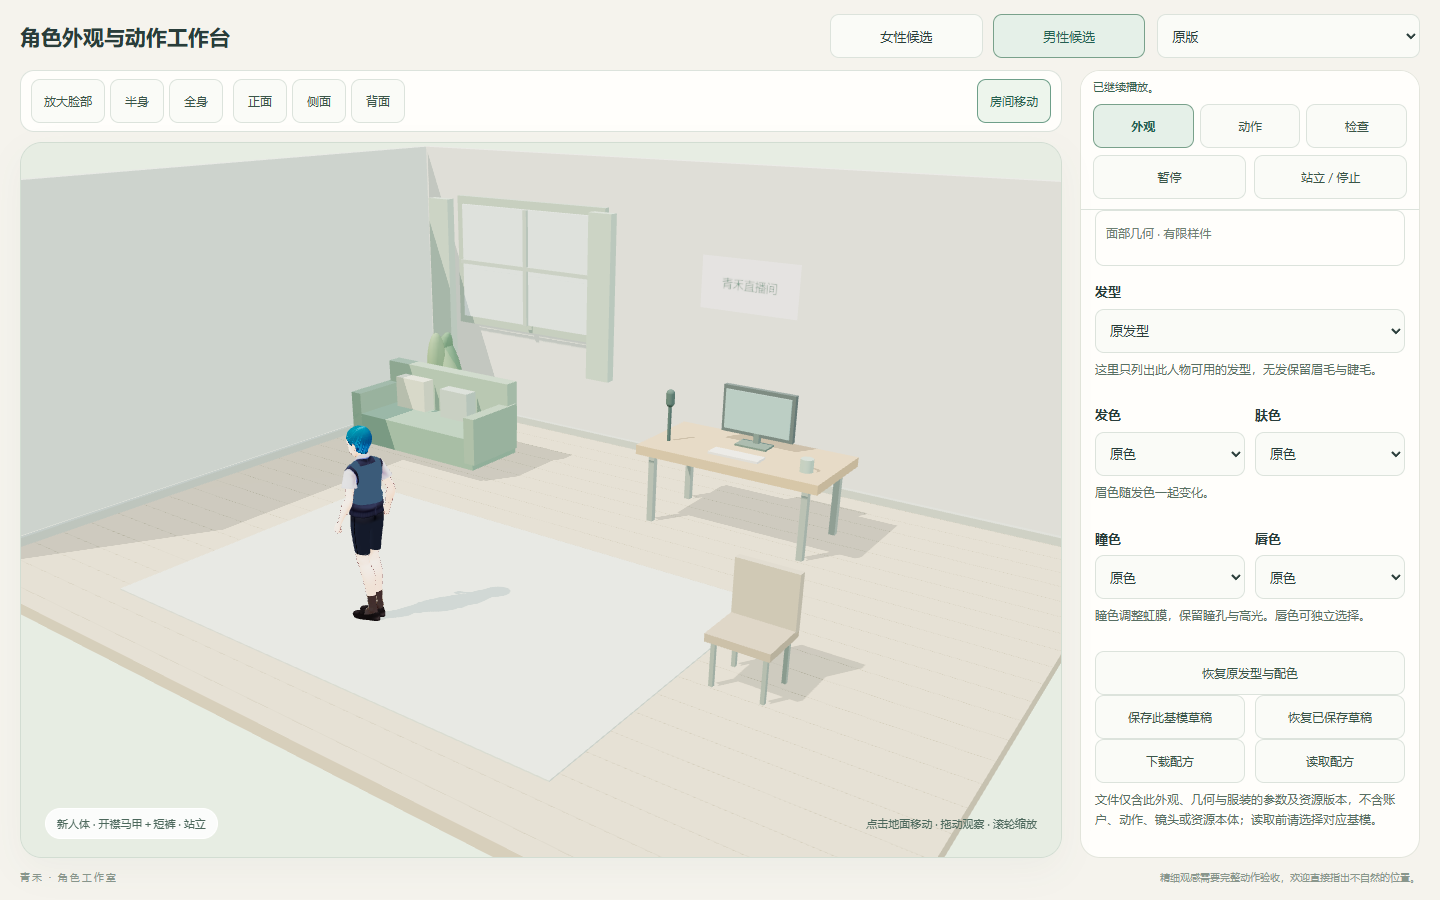 角色外观与动作工作台
女性候选
男性候选
原版
放大脸部
半身
全身
正面
侧面
背面
房间移动
已继续播放。
外观
动作
检查
暂停
站立 / 停止
面部几何 · 有限样件
发型
原发型
这里只列出此人物可用的发型，无发保留眉毛与睫毛。
发色
肤色
原色
原色
眉色随发色一起变化。
瞳色
唇色
原色
原色
瞳色调整虹膜，保留瞳孔与高光。唇色可独立选择。
恢复原发型与配色
保存此基模草稿
恢复已保存草稿
下载配方
读取配方
文件仅含此外观、几何与服装的参数及资源版本，不含账
户、动作、镜头或资源本体；读取前请选择对应基模。
青禾直播间
新人体 · 开襟马甲 + 短裤 · 站立
点击地面移动 · 拖动观察 · 滚轮缩放
青禾 · 角色工作室
精细观感需要完整动作验收，欢迎直接指出不自然的位置。